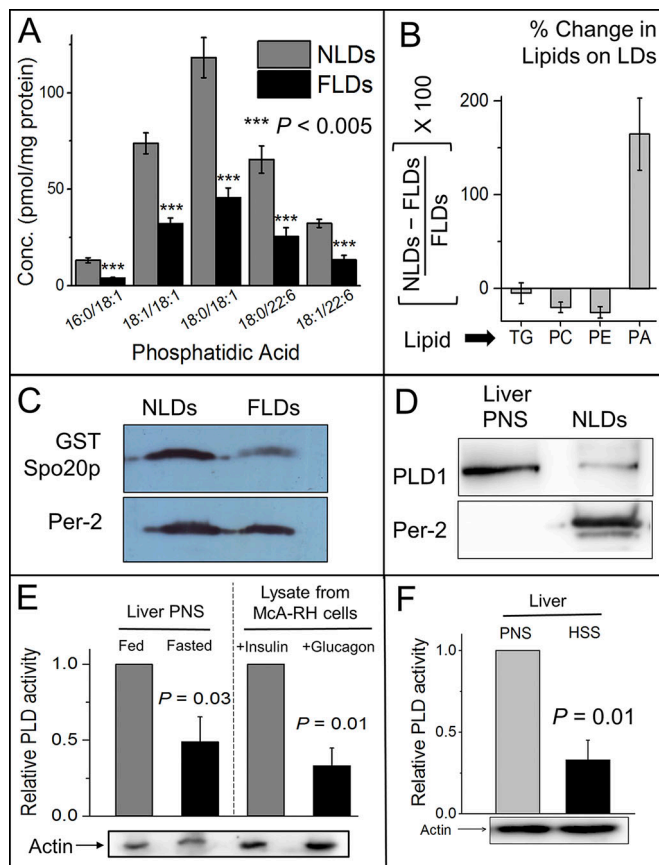 A
Conc. (pmol/mg protein)
100
50
0
NLDs
FLDs
*** P < 0.005
***
***
***
***
***
16:0/18:1
18:1/18:1
18:0/18:1
18:0/22:6
18:1/22:6
Phosphatidic Acid
B
% Change in
Lipids on LDs
NLDs − FLDs
FLDs
X 100
200
100
0
Lipid
TG
PC
PE
PA
C
NLDs
FLDs
GST
Spo20p
Per-2
D
Liver
PNS
NLDs
PLD1
Per-2
E
Liver PNS
Lysate from
McA-RH cells
Fed
Fasted
+Insulin
+Glucagon
Relative PLD activity
1.0
0.5
0.0
P = 0.03
P = 0.01
Actin
F
Liver
PNS
HSS
Relative PLD activity
1.0
0.5
0.0
P = 0.01
Actin